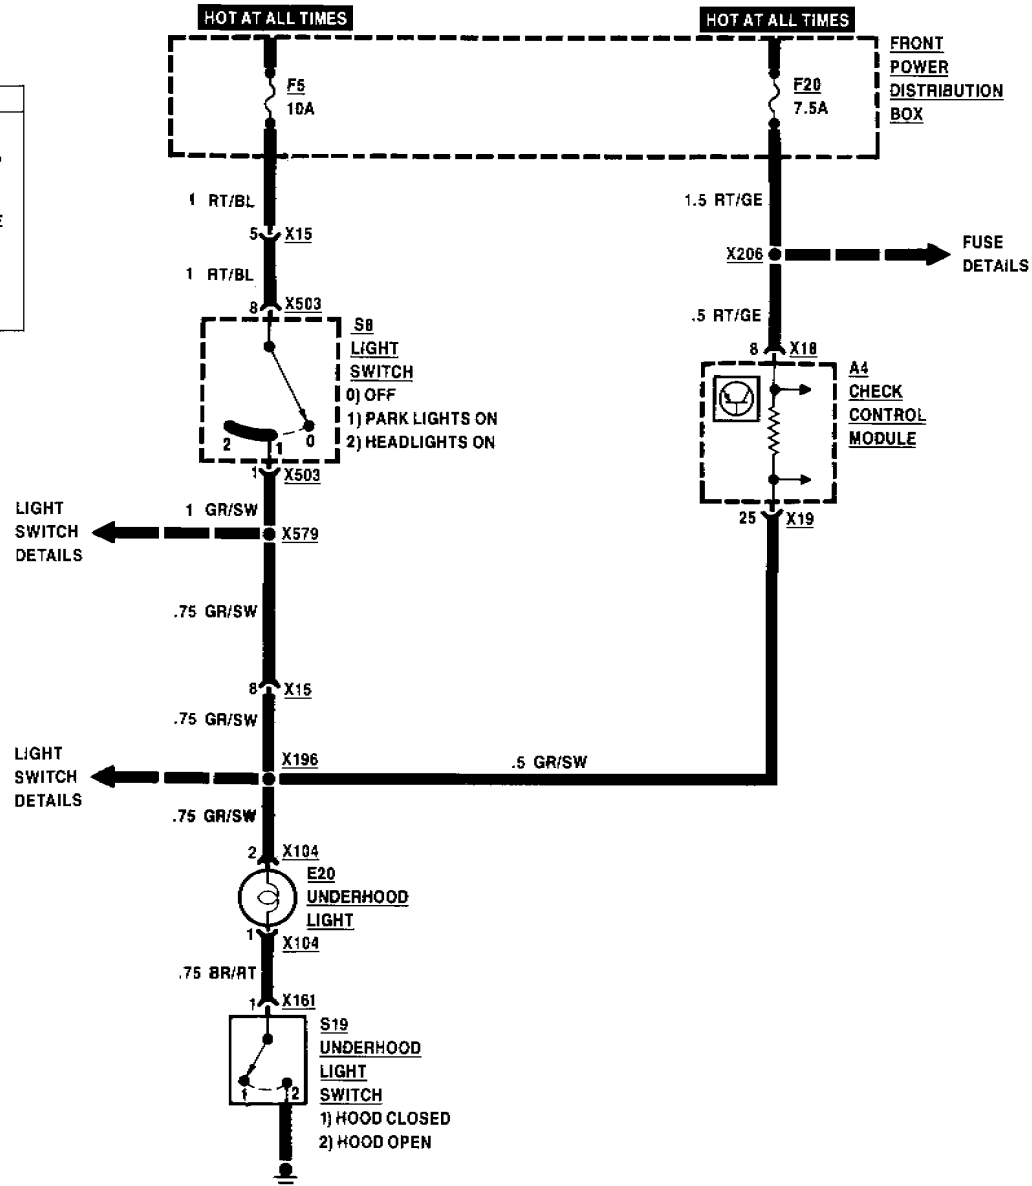 HOT AT ALL TIMES
HOT AT ALL TIMES
FRONT
POWER
DISTRIBUTION
BOX
F5
10A
F20
7.5A
1 RT/BL
5 X15
1 RT/BL
8 X503
1.5 RT/GE
X206
FUSE
DETAILS
.5 RT/GE
8 X18
S8
LIGHT
SWITCH
0) OFF
1) PARK LIGHTS ON
2) HEADLIGHTS ON
2 1 0
A4
CHECK
CONTROL
MODULE
1 X503
LIGHT
SWITCH
DETAILS
1 GR/SW
X579
25 X19
.75 GR/SW
8 X15
.75 GR/SW
LIGHT
SWITCH
DETAILS
X196
.5 GR/SW
.75 GR/SW
2 X104
E20
UNDERHOOD
LIGHT
1 X104
.75 BR/RT
1 X161
S19
UNDERHOOD
LIGHT
SWITCH
1) HOOD CLOSED
2) HOOD OPEN
1 2